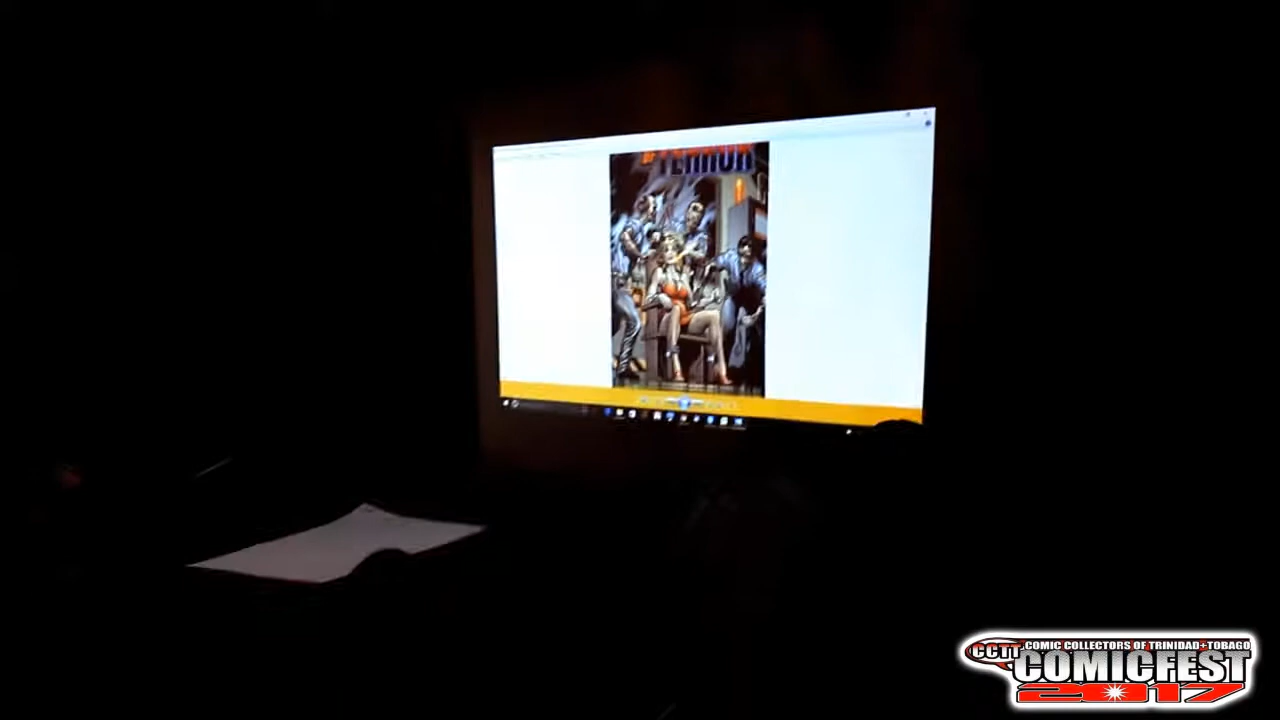 TERROR
CCTT
COMIC COLLECTORS OF TRINIDAD+TOBAGO
COMICFEST
2017